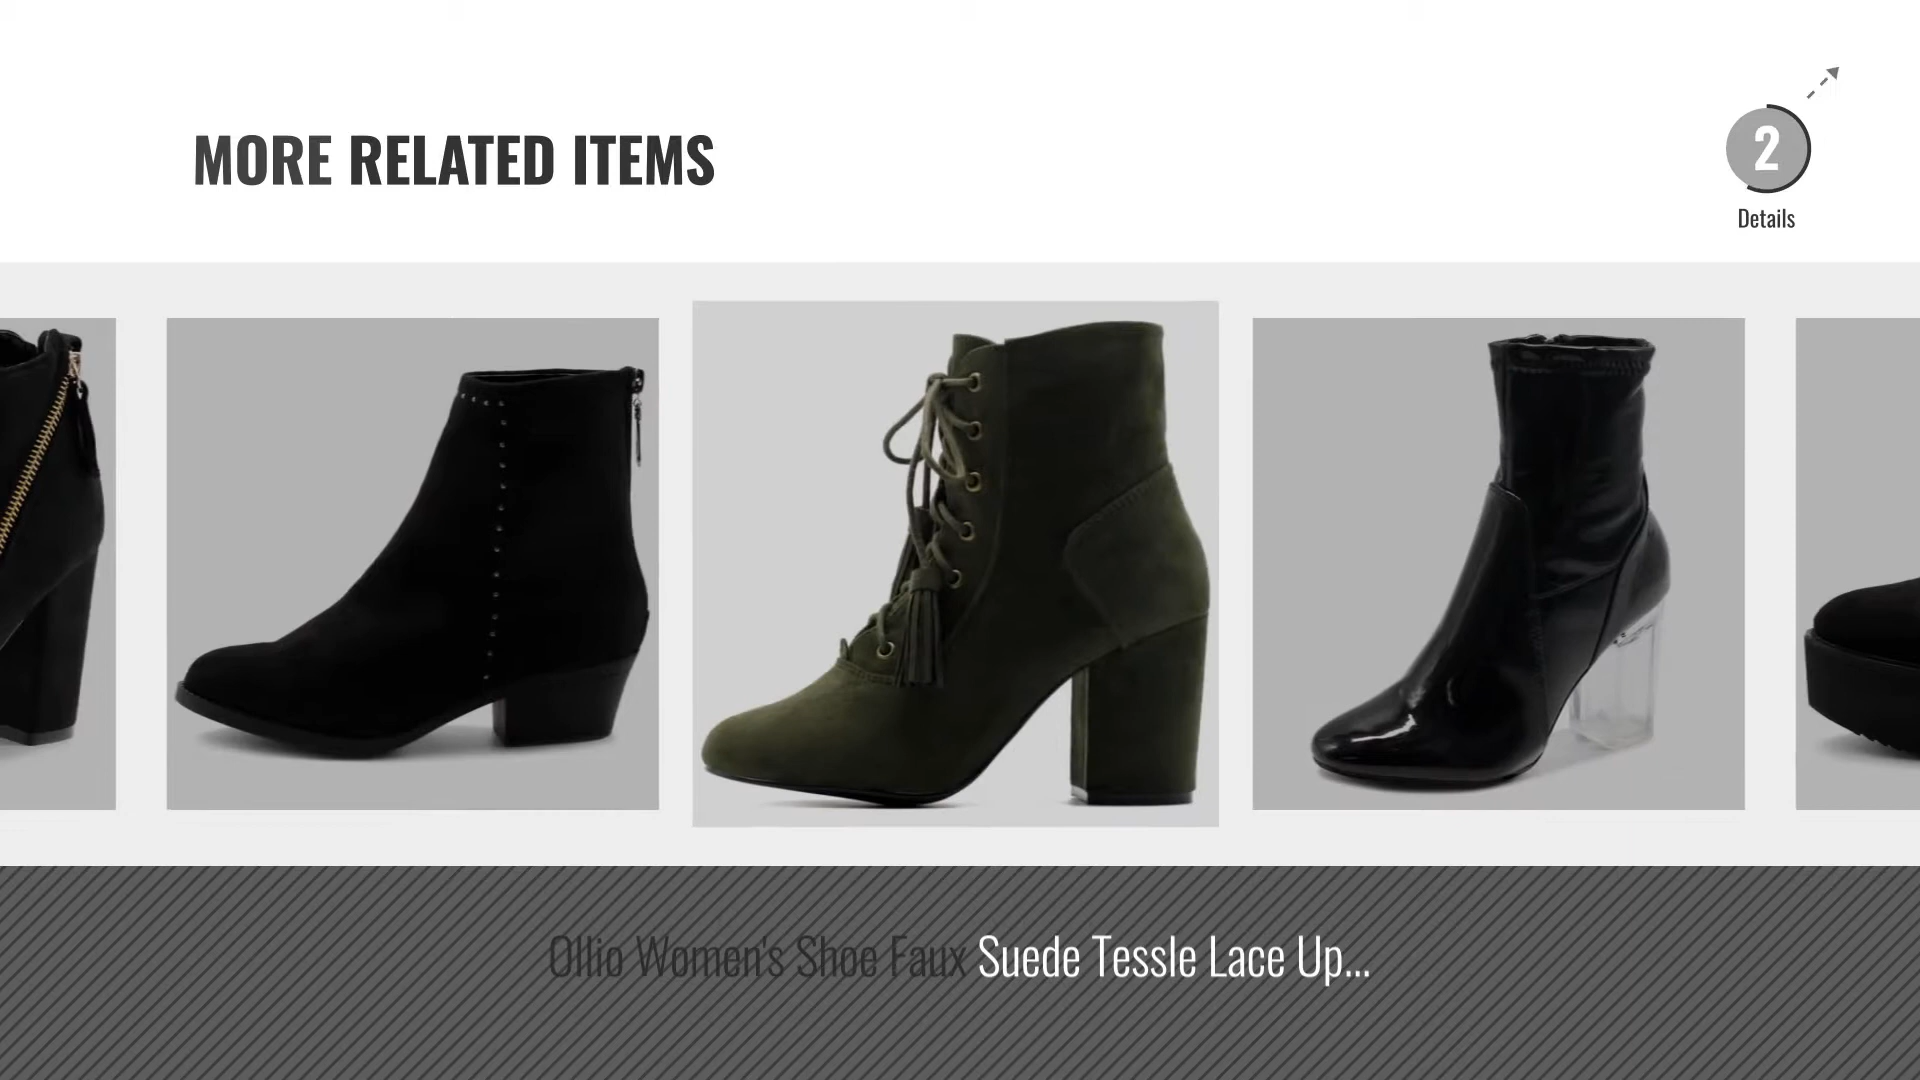 MORE RELATED ITEMS
2
Details
Ollio Women's Shoe Faux Suede Tessle Lace Up...